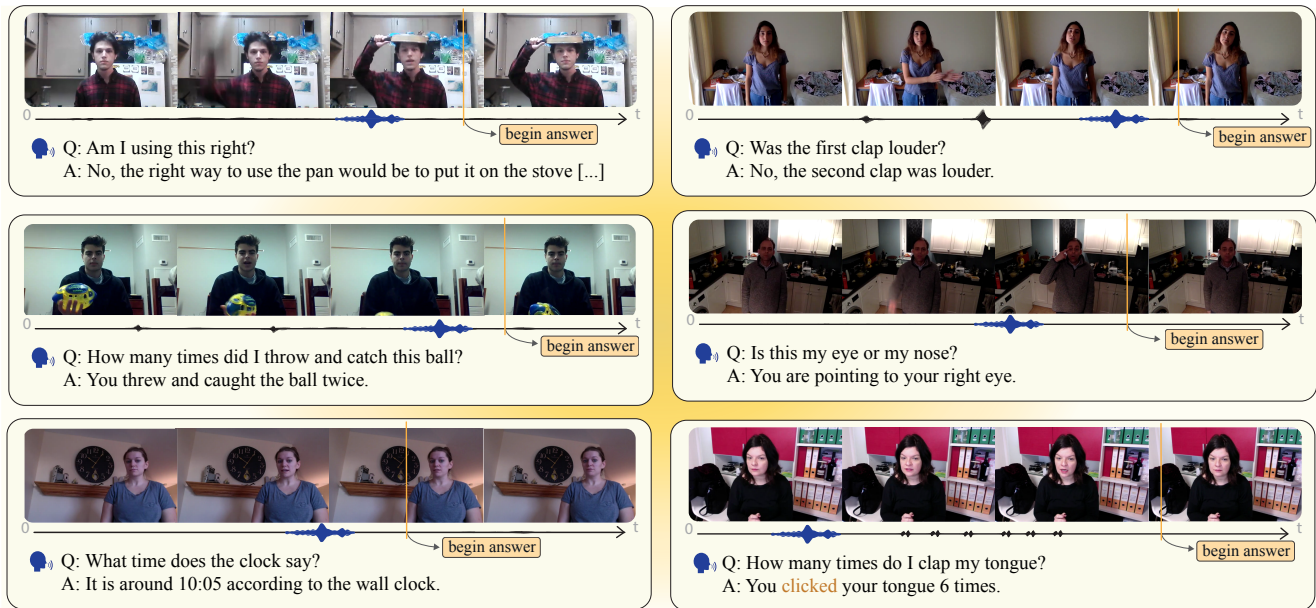 0
t
begin answer
Q: Am I using this right?
A: No, the right way to use the pan would be to put it on the stove [...]
0
t
begin answer
Q: Was the first clap louder?
A: No, the second clap was louder.
0
t
begin answer
Q: How many times did I throw and catch this ball?
A: You threw and caught the ball twice.
0
t
begin answer
Q: Is this my eye or my nose?
A: You are pointing to your right eye.
0
t
begin answer
Q: What time does the clock say?
A: It is around 10:05 according to the wall clock.
0
t
begin answer
Q: How many times do I clap my tongue?
A: You clicked your tongue 6 times.